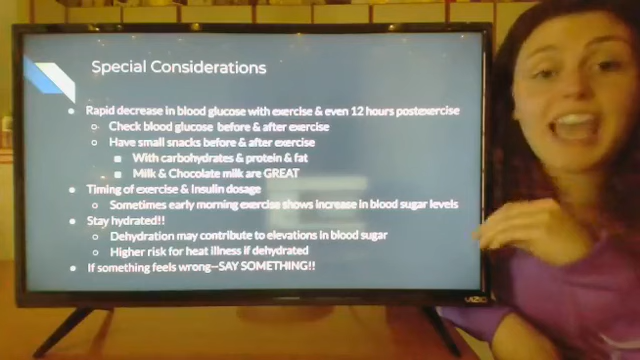 Special Considerations
● Rapid decrease in blood glucose with exercise & even 12 hours postexercise
○ Check blood glucose before & after exercise
○ Have small snacks before & after exercise
■ With carbohydrates & protein & fat
■ Milk & Chocolate milk are GREAT
● Timing of exercise & Insulin dosage
○ Sometimes early morning exercise shows increase in blood sugar levels
● Stay hydrated!!
○ Dehydration may contribute to elevations in blood sugar
○ Higher risk for heat illness if dehydrated
● If something feels wrong—SAY SOMETHING!!
VIZIO